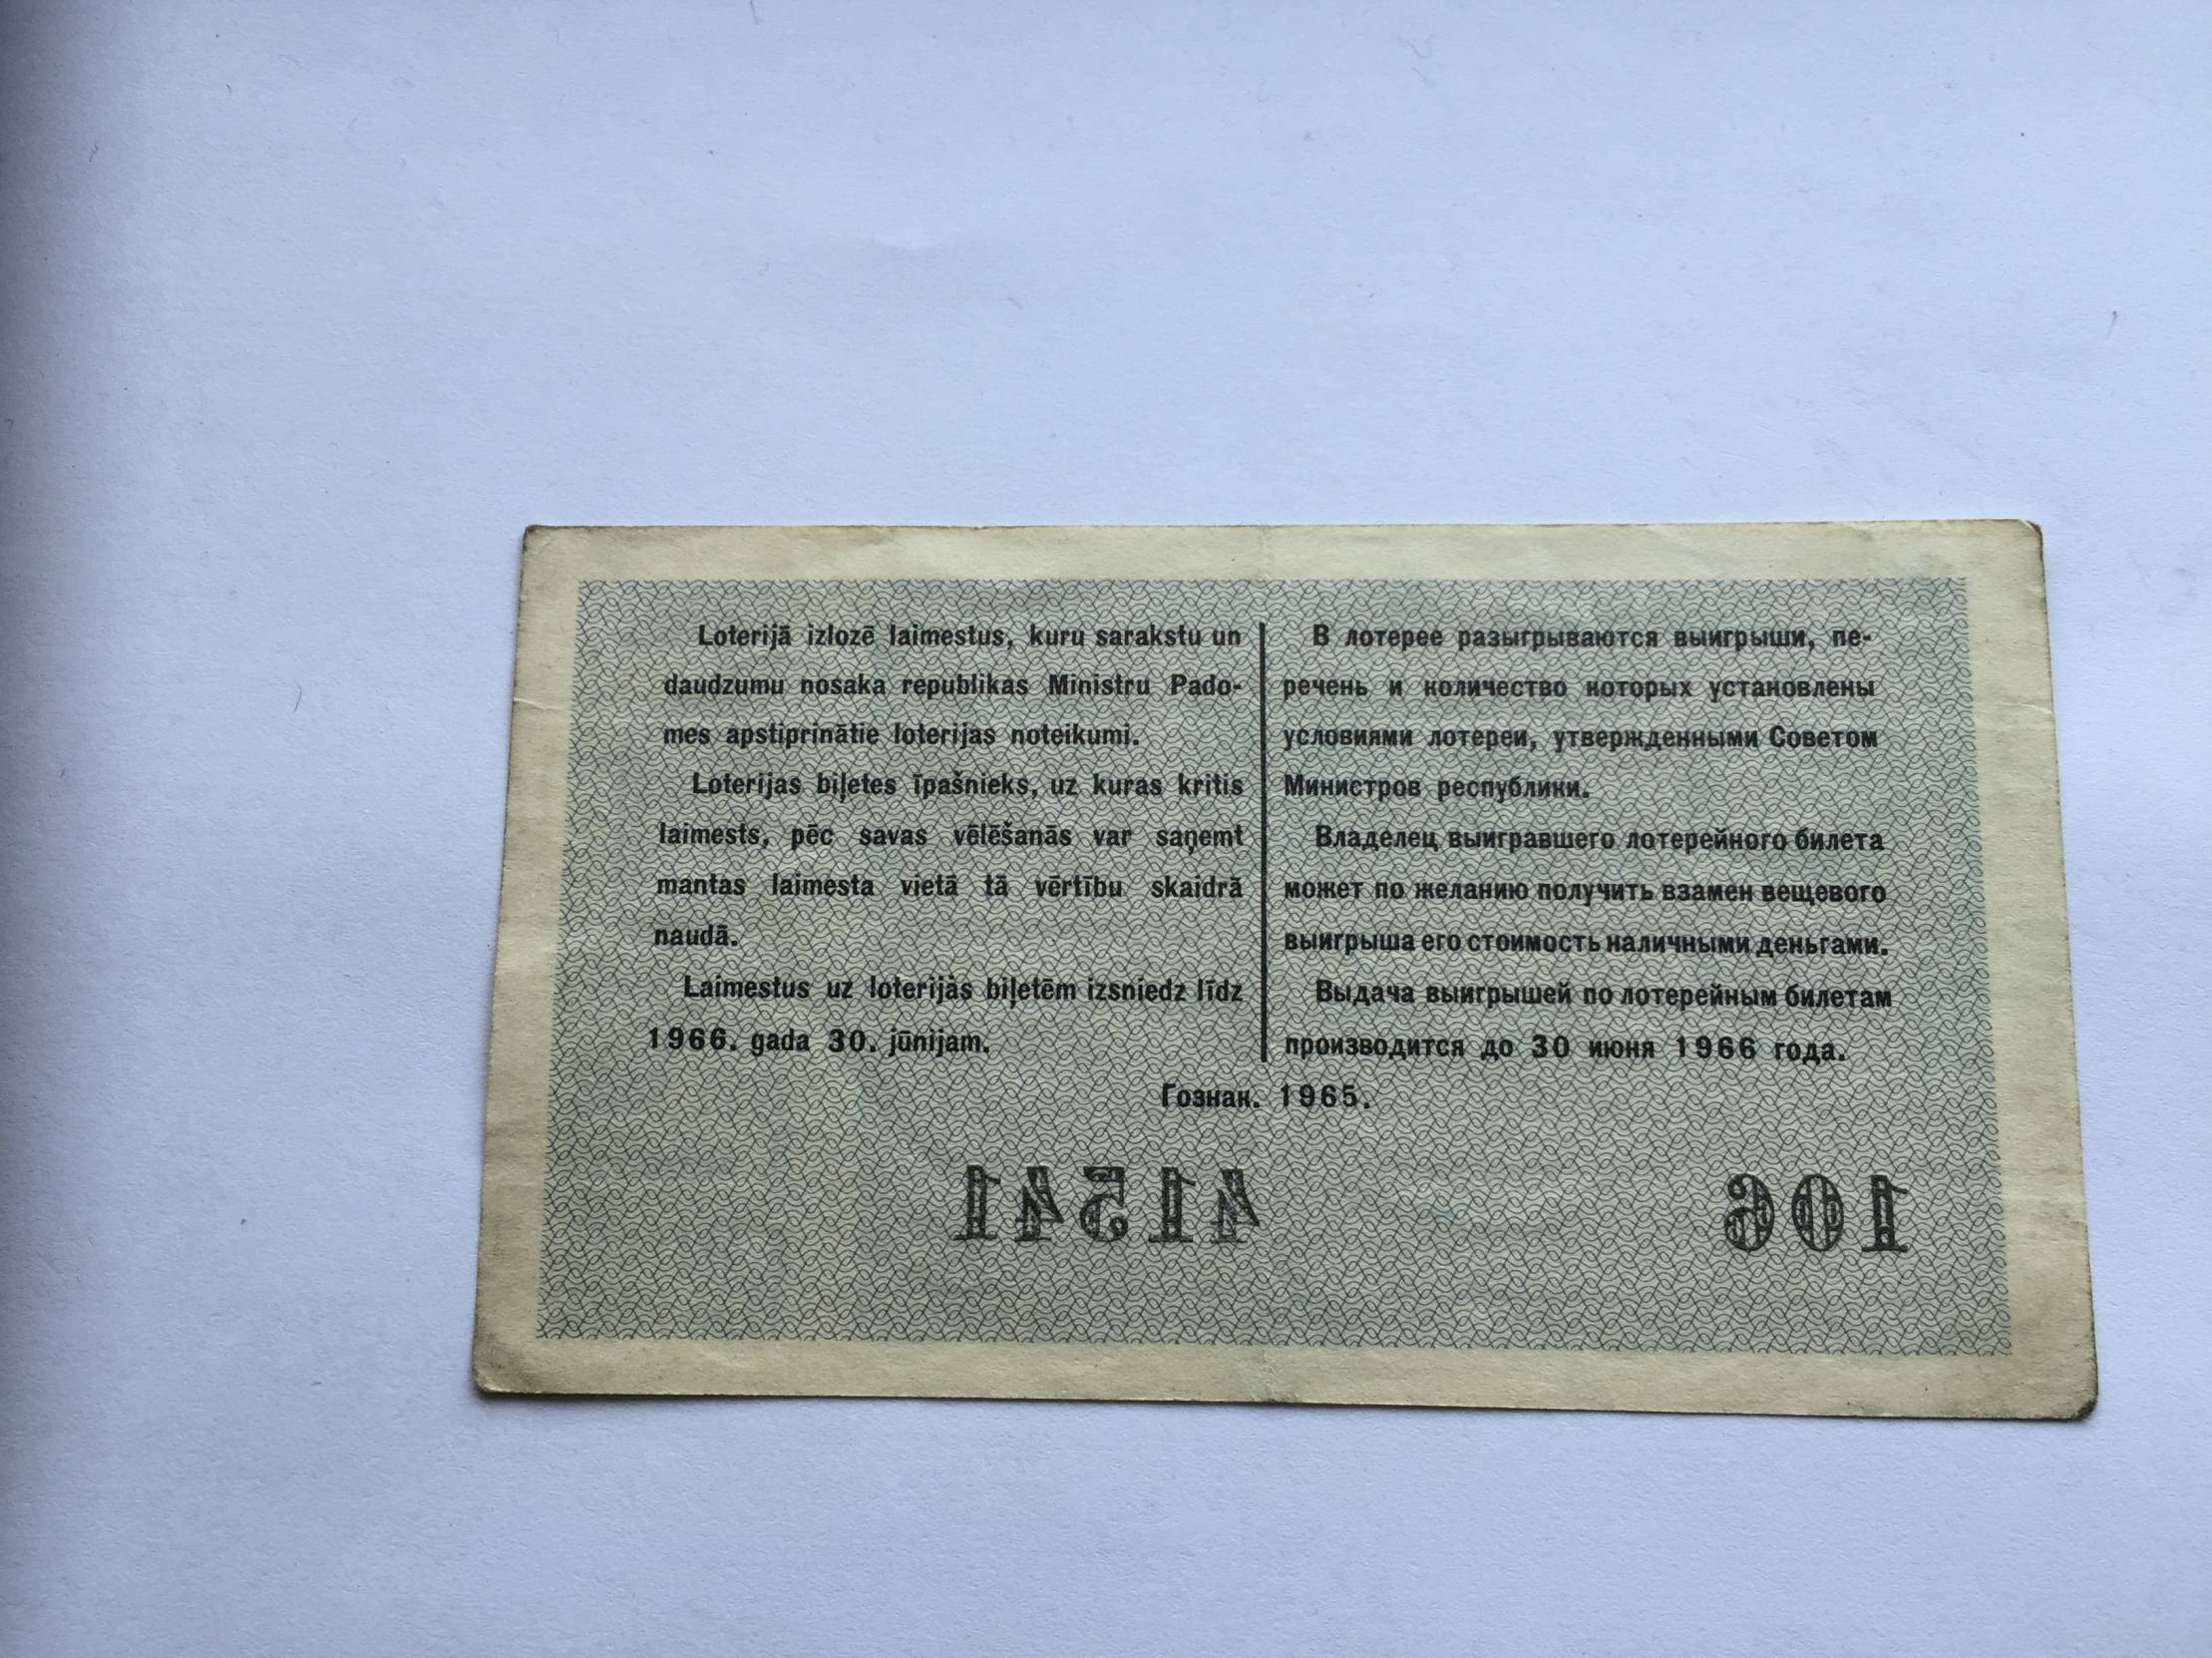 Loterijā izlozē laimestus, kuru sarakstu un
daudzumu nosaka republikas Ministru Pado-
mes apstiprinātie loterijas noteikumi.
Loterijas biļetes īpašnieks, uz kuras kritis
laimests, pēc savas vēlēšanās var saņemt
mantas laimesta vietā tā vērtību skaidrā
naudā.
Laimestus uz loterijas biļetēm izsniedz līdz
1966. gada 30. jūnijam.
В лотерее разыгрываются выигрыши, пе-
речень и количество которых установлены
условиями лотереи, утвержденными Советом
Министров республики.
Владелец выигравшего лотерейного билета
может по желанию получить взамен вещевого
выигрыша его стоимость наличными деньгами.
Выдача выигрышей по лотерейным билетам
производится до 30 июня 1966 года.
Гознак. 1965.
41541
106